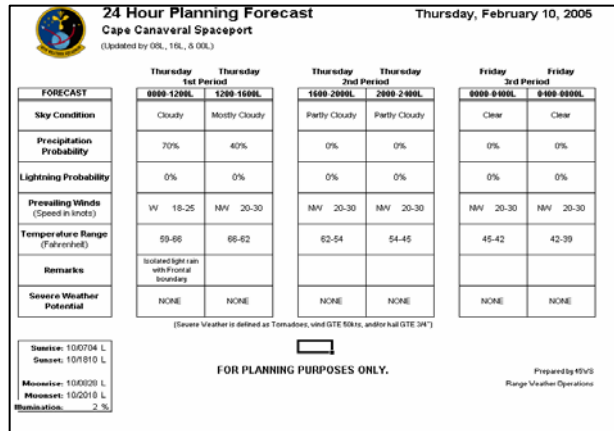 24 Hour Planning Forecast
Thursday, February 10, 2005
Cape Canaveral Spaceport
(Updated by 08L, 16L, & 00L)
Thursday Thursday Thursday Thursday Friday Friday
1st Period 2nd Period 3rd Period
FORECAST 0800-1200L 1200-1600L 1600-2000L 2000-2400L 0000-0400L 0400-0800L
Sky Condition Cloudy Mostly Cloudy Partly Cloudy Partly Cloudy Clear Clear
Precipitation Probability 70% 40% 0% 0% 0% 0%
Lightning Probability 0% 0% 0% 0% 0% 0%
Prevailing Winds (Speed in knots) W 18-25 NW 20-30 NW 20-30 NW 20-30 NW 20-30 NW 20-30
Temperature Range (Fahrenheit) 59-66 66-62 62-54 54-45 45-42 42-39
Remarks Isolated light rain with Frontal boundary
Severe Weather Potential NONE NONE NONE NONE NONE NONE
(Severe Weather is defined as Tornadoes, wind GTE 50kts, and/or hail GTE 3/4")
Sunrise: 10/0704 L
Sunset: 10/1810 L
Moonrise: 10/0828 L
Moonset: 10/2018 L
Illumination: 2 %
FOR PLANNING PURPOSES ONLY.
Prepared by 45WS
Range Weather Operations